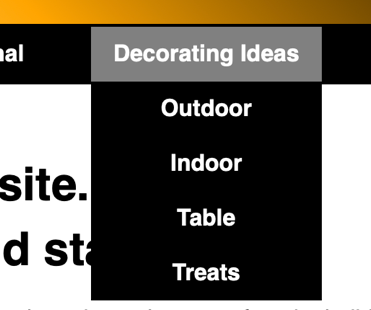 nal
Decorating Ideas
Outdoor
Indoor
site.
Table
d sta
Treats